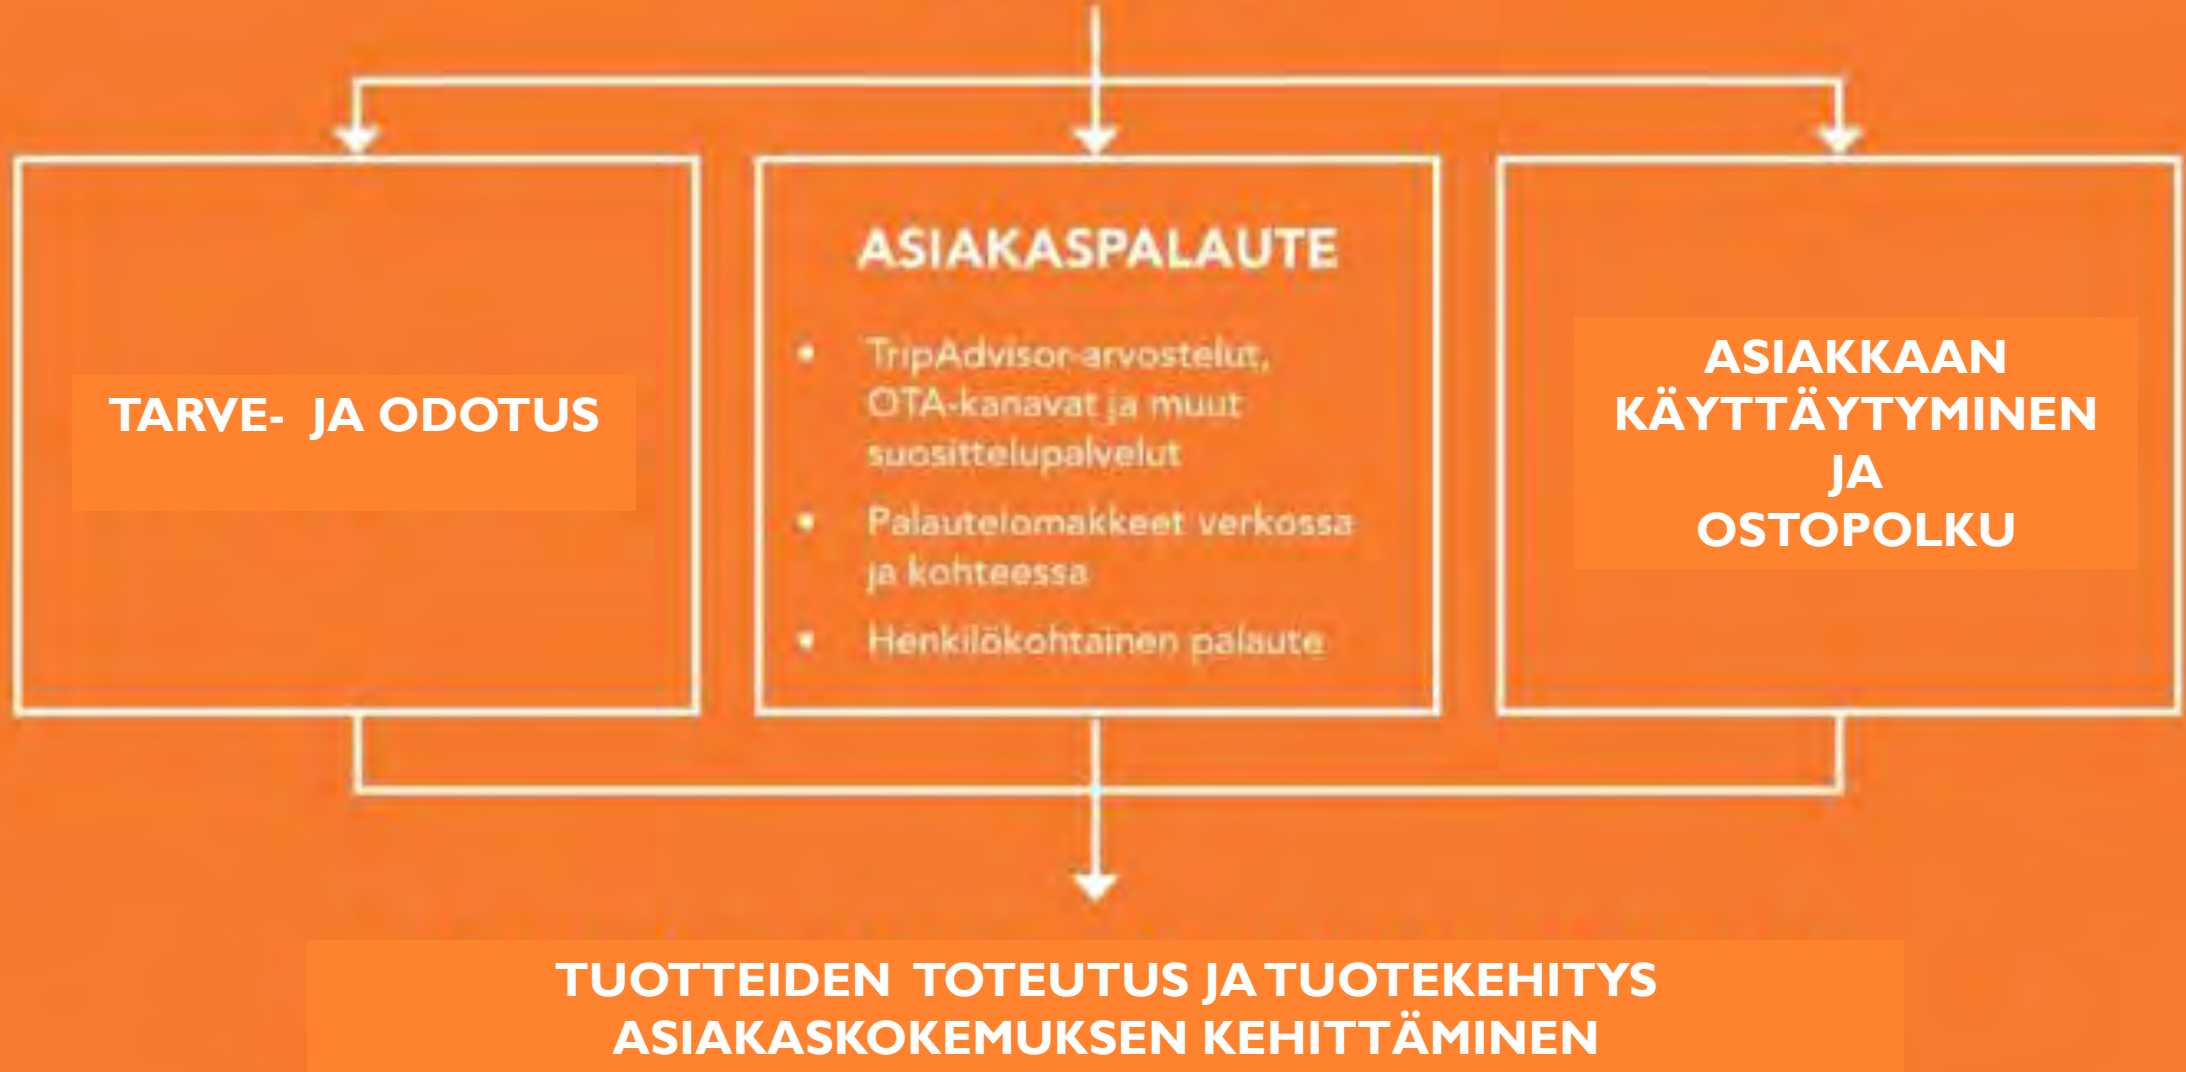 TARVE- JA ODOTUS
ASIAKASPALAUTE
• TripAdvisor-arvostelut,
OTA-kanavat ja muut
suosittelupalvelut
• Palautelomakkeet verkossa
ja kohteessa
• Henkilökohtainen palaute
ASIAKKAAN
KÄYTTÄYTYMINEN
JA
OSTOPOLKU
TUOTTEIDEN TOTEUTUS JA TUOTEKEHITYS
ASIAKASKOKEMUKSEN KEHITTÄMINEN